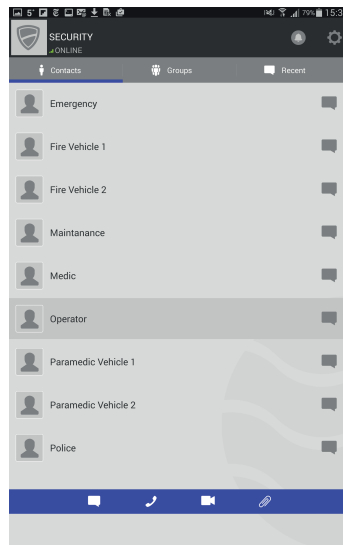 5° 79% 15:3
SECURITY
ONLINE
Contacts Groups Recent
Emergency
Fire Vehicle 1
Fire Vehicle 2
Maintanance
Medic
Operator
Paramedic Vehicle 1
Paramedic Vehicle 2
Police